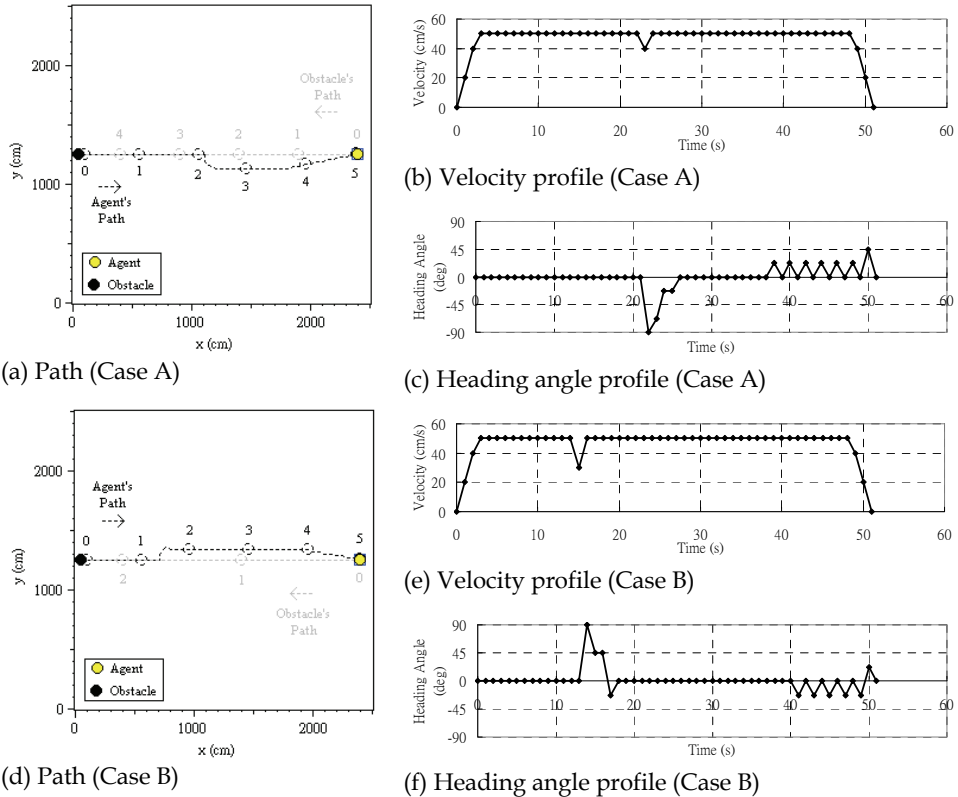 2500
2000
1000
0
0 1000 2000
x (cm)
y (cm)
Obstacle's
Path
4 3 2 1 0
0 1 2 3 4 5
Agent's
Path
Agent
Obstacle
(a) Path (Case A)
60
40
20
0
Velocity (cm/s)
0 10 20 30 40 50 60
Time (s)
(b) Velocity profile (Case A)
90
45
0
-45
-90
Heading Angle
(deg)
0 10 20 30 40 50 60
Time (s)
(c) Heading angle profile (Case A)
2000
1000
0
0 1000 2000
x (cm)
y (cm)
Agent's
Path
0 1 2 3 4 5
2 1 0
Obstacle's
Path
Agent
Obstacle
(d) Path (Case B)
60
40
20
0
Velocity (cm/s)
0 10 20 30 40 50 60
Time (s)
(e) Velocity profile (Case B)
90
45
0
-45
-90
Heading Angle
(deg)
0 10 20 30 40 50 60
Time (s)
(f) Heading angle profile (Case B)